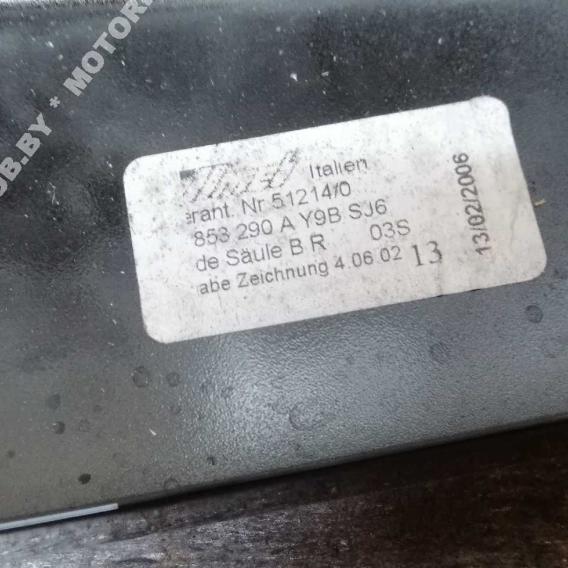 Italien
erant. Nr 51214/0
853 290 A Y9B SJ6
de Säule B R 03S
abe Zeichnung 4.06.02 13
13/02/2006
OB.BY * MOTOR